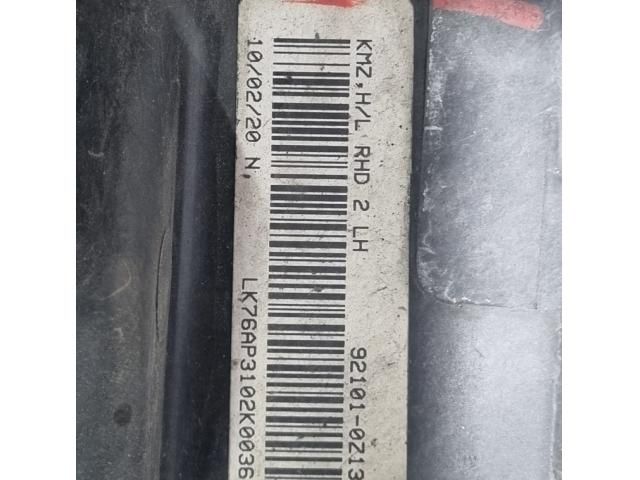 KMZ,H/L RHD 2 LH
92101-0Z13
10/02/20 N,
LK76AP3102K0036